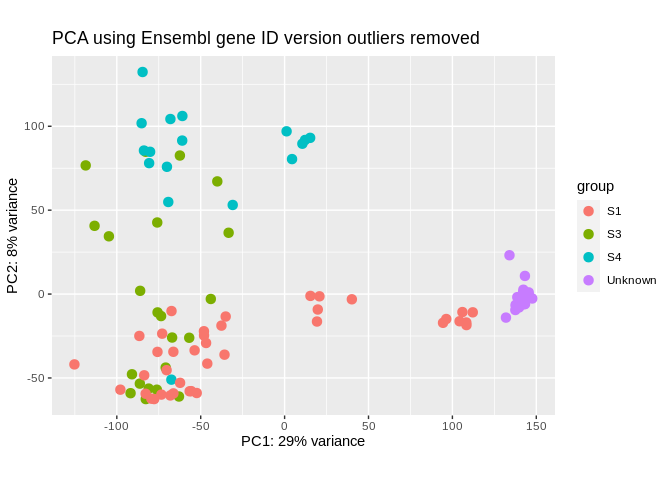 PCA using Ensembl gene ID version outliers removed
PC2: 8% variance
100
50
0
-50
-100
-50
0
50
100
150
PC1: 29% variance
group
S1
S3
S4
Unknown